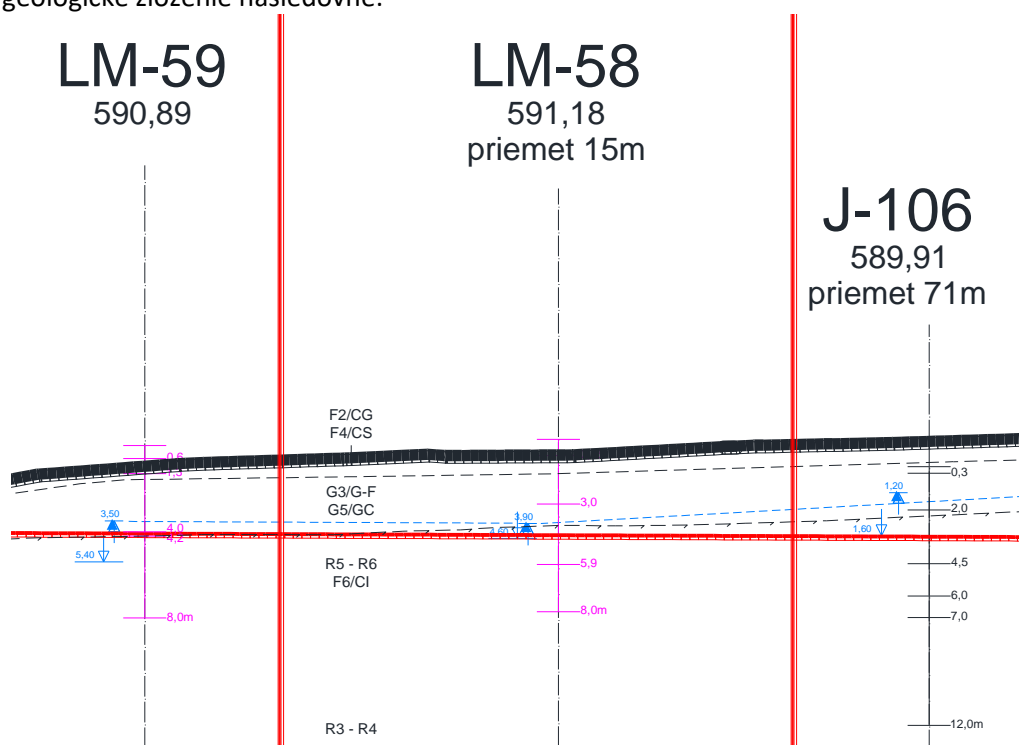 geologické zloženie nasledovné:
LM-59
590,89
LM-58
591,18
priemet 15m
J-106
589,91
priemet 71m
F2/CG
F4/CS
G3/G-F
G5/GC
R5 - R6
F6/CI
R3 - R4
0,6
3,50
4,0
4,2
5,40
8,0m
3,0
3,90
4,60
5,9
8,0m
0,3
1,20
2,0
1,60
4,5
6,0
7,0
12,0m